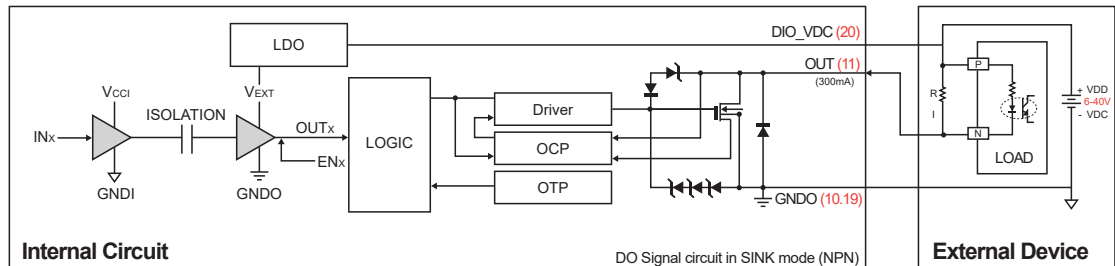 LDO
DIO_VDC (20)
OUT (11)
(300mA)
VCCI
ISOLATION
VEXT
INX
OUTX
ENX
GNDI
GNDO
LOGIC
Driver
OCP
OTP
GNDO (10.19)
P
R
I
N
LOAD
+ VDD
6-40V
- VDC
Internal Circuit
DO Signal circuit in SINK mode (NPN)
External Device